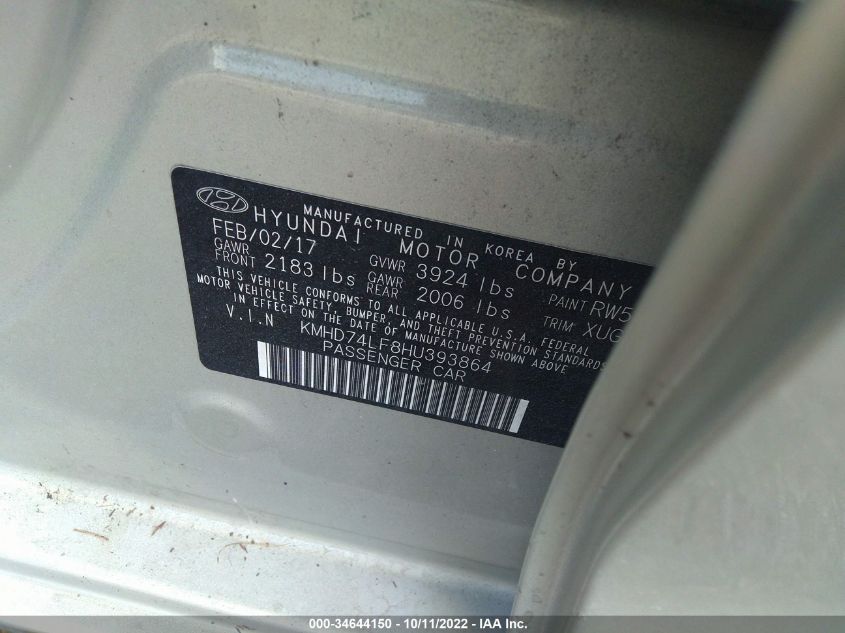 MANUFACTURED IN KOREA BY
HYUNDAI MOTOR COMPANY
FEB/02/17 GVWR 3924 lbs PAINT RW5
GAWR FRONT 2183 lbs GAWR REAR 2006 lbs TRIM XUG
THIS VEHICLE CONFORMS TO ALL APPLICABLE U.S.A. FEDERAL
MOTOR VEHICLE SAFETY, BUMPER, AND THEFT PREVENTION STANDARDS
IN EFFECT ON THE DATE OF MANUFACTURE SHOWN ABOVE
V.I.N KMHD74LF8HU393864
PASSENGER CAR
000-34644150 - 10/11/2022 - IAA Inc.